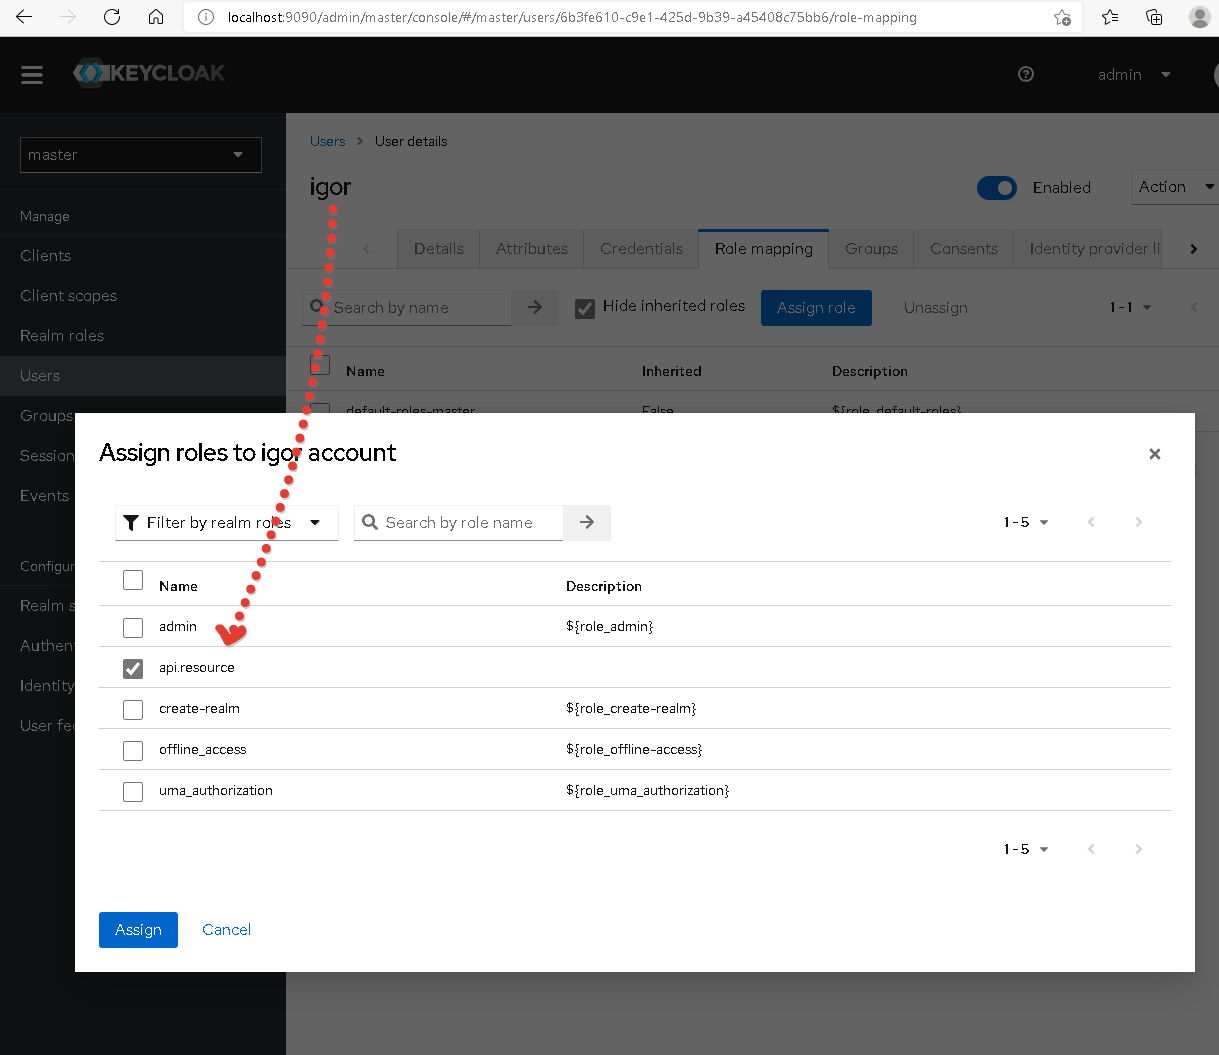 localhost:9090/admin/master/console/#/master/users/6b3fe610-c9e1-425d-9b39-a45408c75bb6/role-mapping
KEYCLOAK
admin
master
Manage
Clients
Client scopes
Realm roles
Users
Groups
Session
Events
Configur
Realm s
Authen
Identity
User fe
Users > User details
igor
Enabled
Action
Details Attributes Credentials Role mapping Groups Consents Identity provider li
Search by name
Hide inherited roles
Assign role
Unassign
1 - 1
Name Inherited Description
default-roles-master False ${role_default-roles}
Assign roles to igor account
Filter by realm roles
Search by role name
1 - 5
Name Description
admin ${role_admin}
api.resource
create-realm ${role_create-realm}
offline_access ${role_offline-access}
uma_authorization ${role_uma_authorization}
1 - 5
Assign Cancel